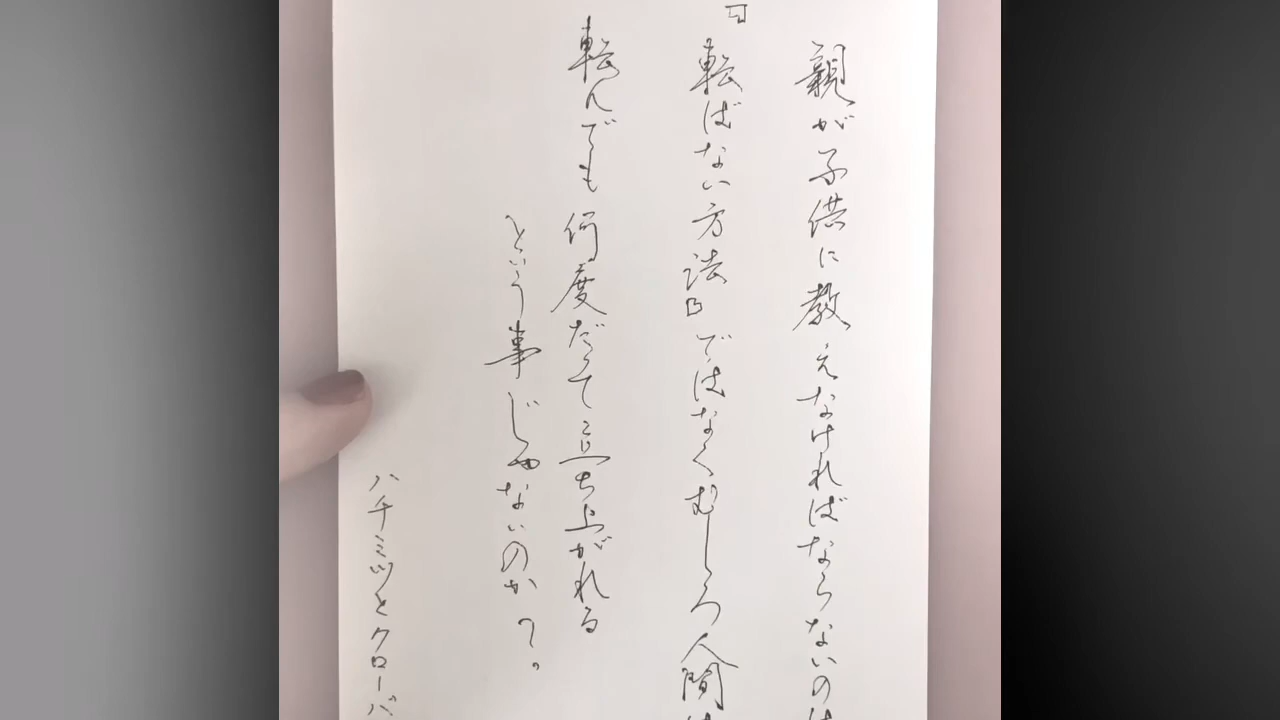 親が子供に教えなければならないのは
『転ばない方法』ではなくむしろ人間は
転んでも何度だって立ち上がれる
という事じゃないのか?。
ハチミツとクローバ